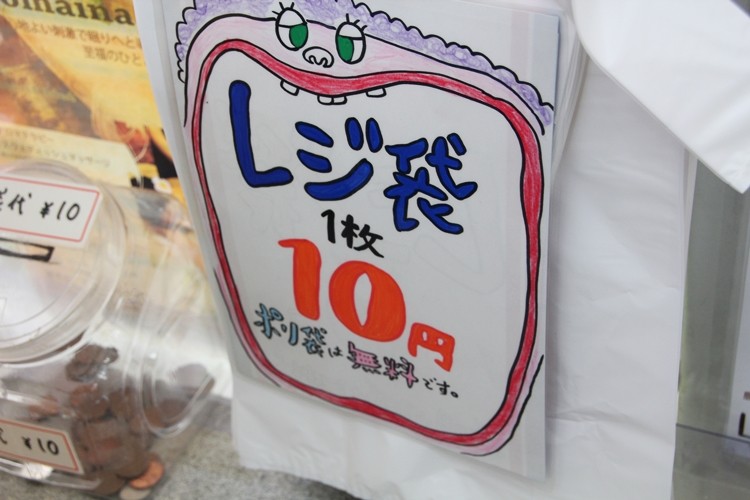 omaina
レジ袋
1枚
10円
ポリ袋は無料です。
代 ¥10
¥10